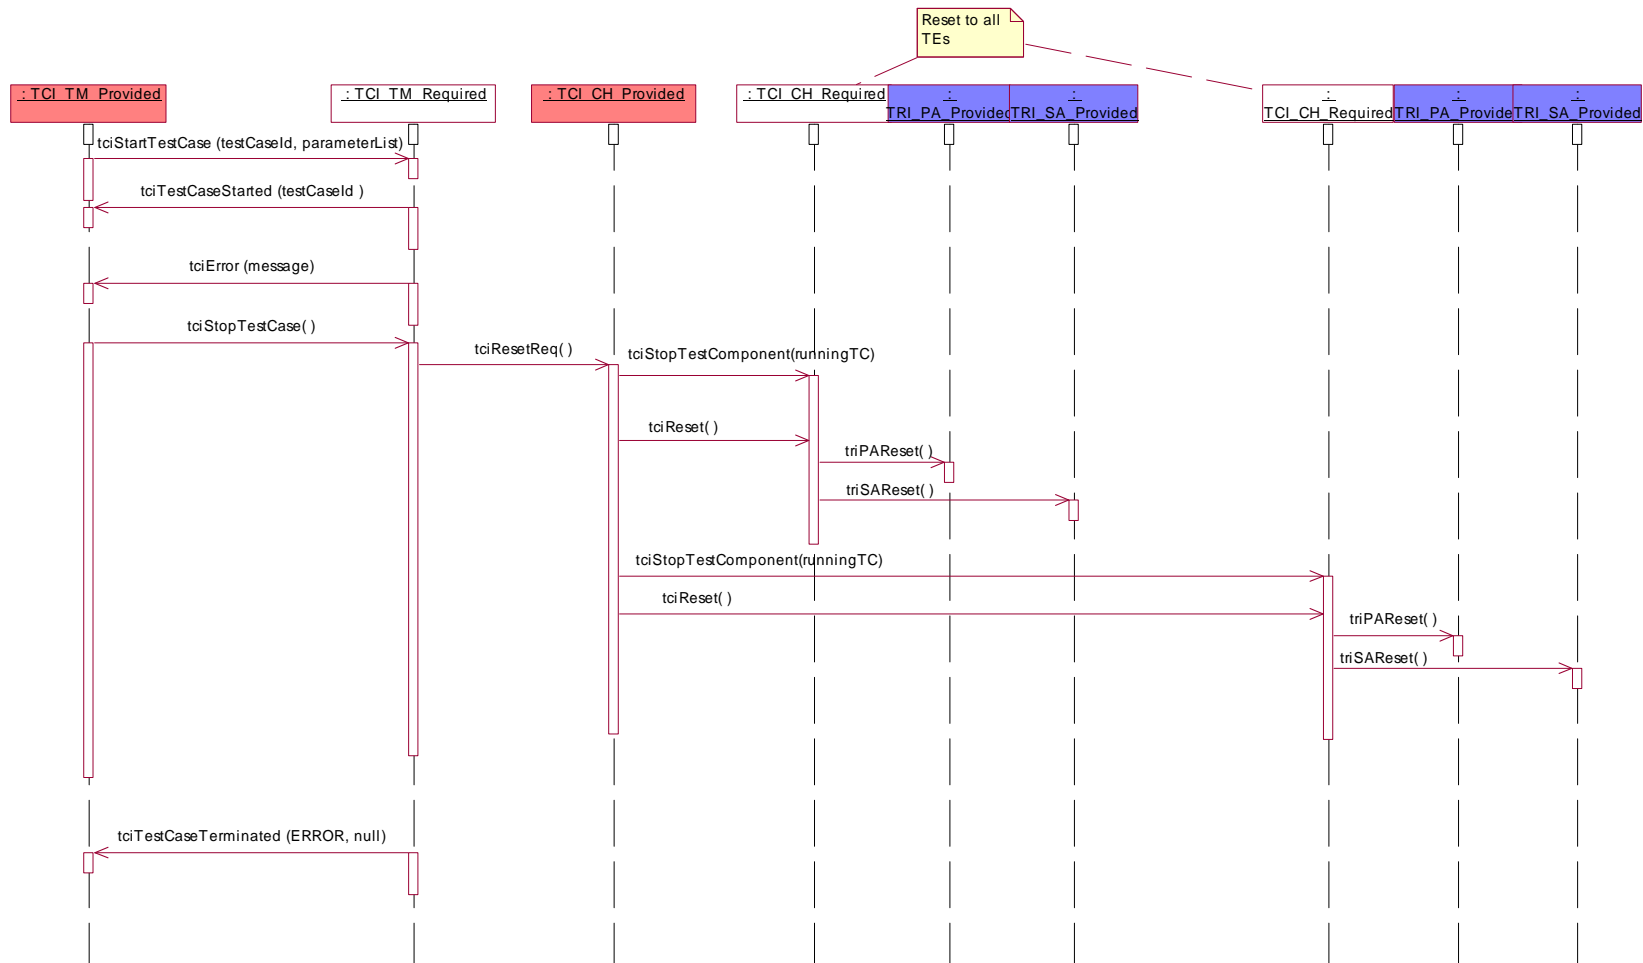 Reset to all
TEs
: TCI_TM_Provided
: TCI_TM_Required
: TCI_CH_Provided
: TCI_CH_Required
:
TRI_PA_Provided
:
TRI_SA_Provided
:
TCI_CH_Required
:
TRI_PA_Provide
:
TRI_SA_Provided
tciStartTestCase (testCaseId, parameterList)
tciTestCaseStarted (testCaseId )
tciError (message)
tciStopTestCase( )
tciResetReq( )
tciStopTestComponent(runningTC)
tciReset( )
triPAReset( )
triSAReset( )
tciStopTestComponent(runningTC)
tciReset( )
triPAReset( )
triSAReset( )
tciTestCaseTerminated (ERROR, null)